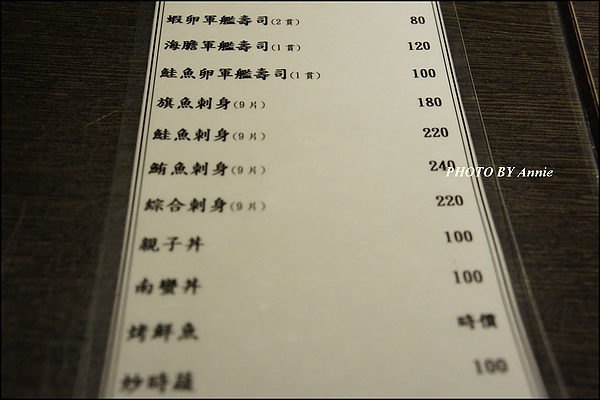 蝦卵軍艦壽司(2貫) 80
海膽軍艦壽司(1貫) 120
鮭魚卵軍艦壽司(1貫) 100
旗魚刺身(9片) 180
鮭魚刺身(9片) 220
鮪魚刺身(9片) 240
PHOTO BY Annie
綜合刺身(9片) 220
親子丼 100
南蠻丼 100
烤鮮魚 時價
炒時蔬 100